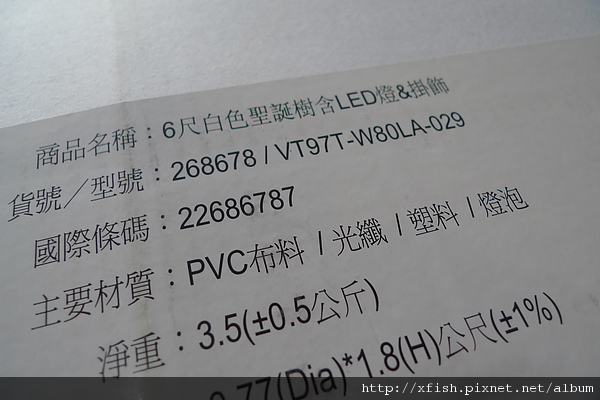 商品名稱：6尺白色聖誕樹含LED燈&掛飾
貨號／型號：268678 / VT97T-W80LA-029
國際條碼：22686787
主要材質：PVC布料 / 光纖 / 塑料 / 燈泡
淨重：3.5(±0.5公斤)
0.77(Dia)*1.8(H)公尺(±1%)
http://xfish.pixnet.net/album